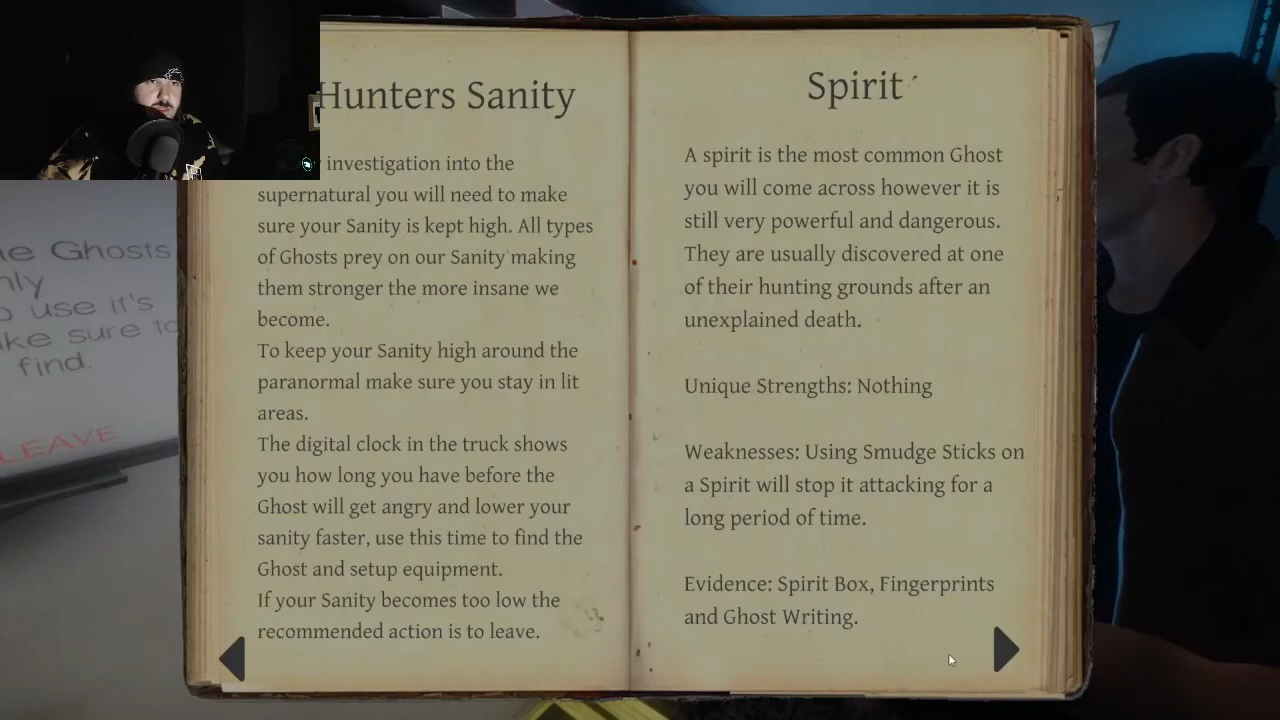 Hunters Sanity
investigation into the
supernatural you will need to make
sure your Sanity is kept high. All types
of Ghosts prey on our Sanity making
them stronger the more insane we
become.
To keep your Sanity high around the
paranormal make sure you stay in lit
areas.
The digital clock in the truck shows
you how long you have before the
Ghost will get angry and lower your
sanity faster, use this time to find the
Ghost and setup equipment.
If your Sanity becomes too low the
recommended action is to leave.
Spirit
A spirit is the most common Ghost
you will come across however it is
still very powerful and dangerous.
They are usually discovered at one
of their hunting grounds after an
unexplained death.
Unique Strengths: Nothing
Weaknesses: Using Smudge Sticks on
a Spirit will stop it attacking for a
long period of time.
Evidence: Spirit Box, Fingerprints
and Ghost Writing.
Ghosts
use it's
sure to
find.
LEAVE